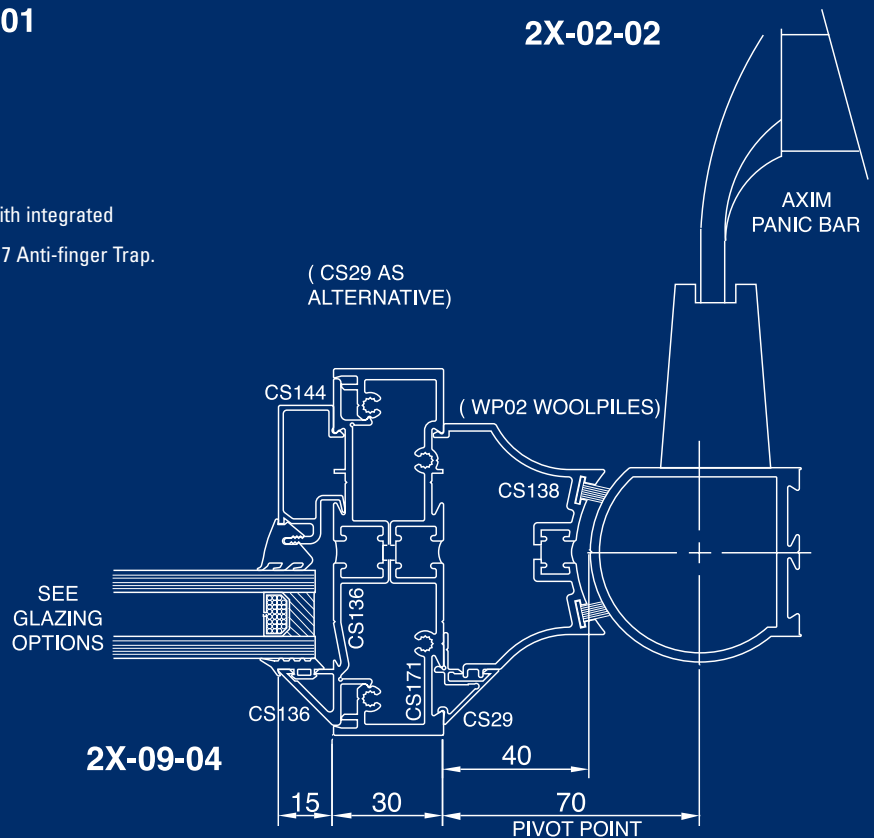 01
2X-02-02
AXIM
PANIC BAR
ith integrated
7 Anti-finger Trap.
( CS29 AS
ALTERNATIVE)
CS144
( WP02 WOOLPILES)
CS138
SEE
GLAZING
OPTIONS
CS136
CS171
CS136
CS29
2X-09-04
40
15
30
70
PIVOT POINT